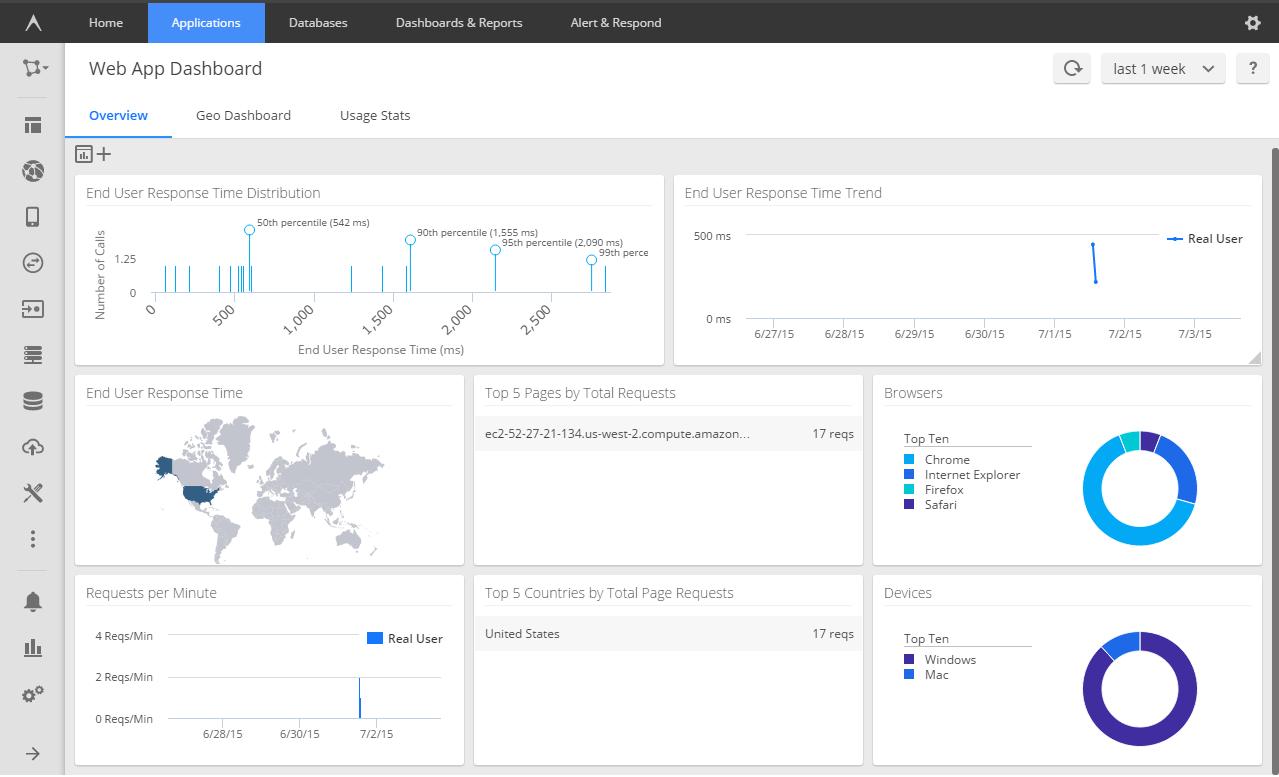 Home
Applications
Databases
Dashboards & Reports
Alert & Respond
Web App Dashboard
last 1 week
?
Overview
Geo Dashboard
Usage Stats
End User Response Time Distribution
50th percentile (542 ms)
90th percentile (1,555 ms)
95th percentile (2,090 ms)
99th perce
Number of Calls
1.25
0
0
500
1,000
1,500
2,000
2,500
End User Response Time (ms)
End User Response Time Trend
500 ms
Real User
0 ms
6/27/15
6/28/15
6/29/15
6/30/15
7/1/15
7/2/15
7/3/15
End User Response Time
Top 5 Pages by Total Requests
ec2-52-27-21-134.us-west-2.compute.amazon... 17 reqs
Browsers
Top Ten
Chrome
Internet Explorer
Firefox
Safari
Requests per Minute
4 Reqs/Min
Real User
2 Reqs/Min
0 Reqs/Min
6/28/15
6/30/15
7/2/15
Top 5 Countries by Total Page Requests
United States 17 reqs
Devices
Top Ten
Windows
Mac